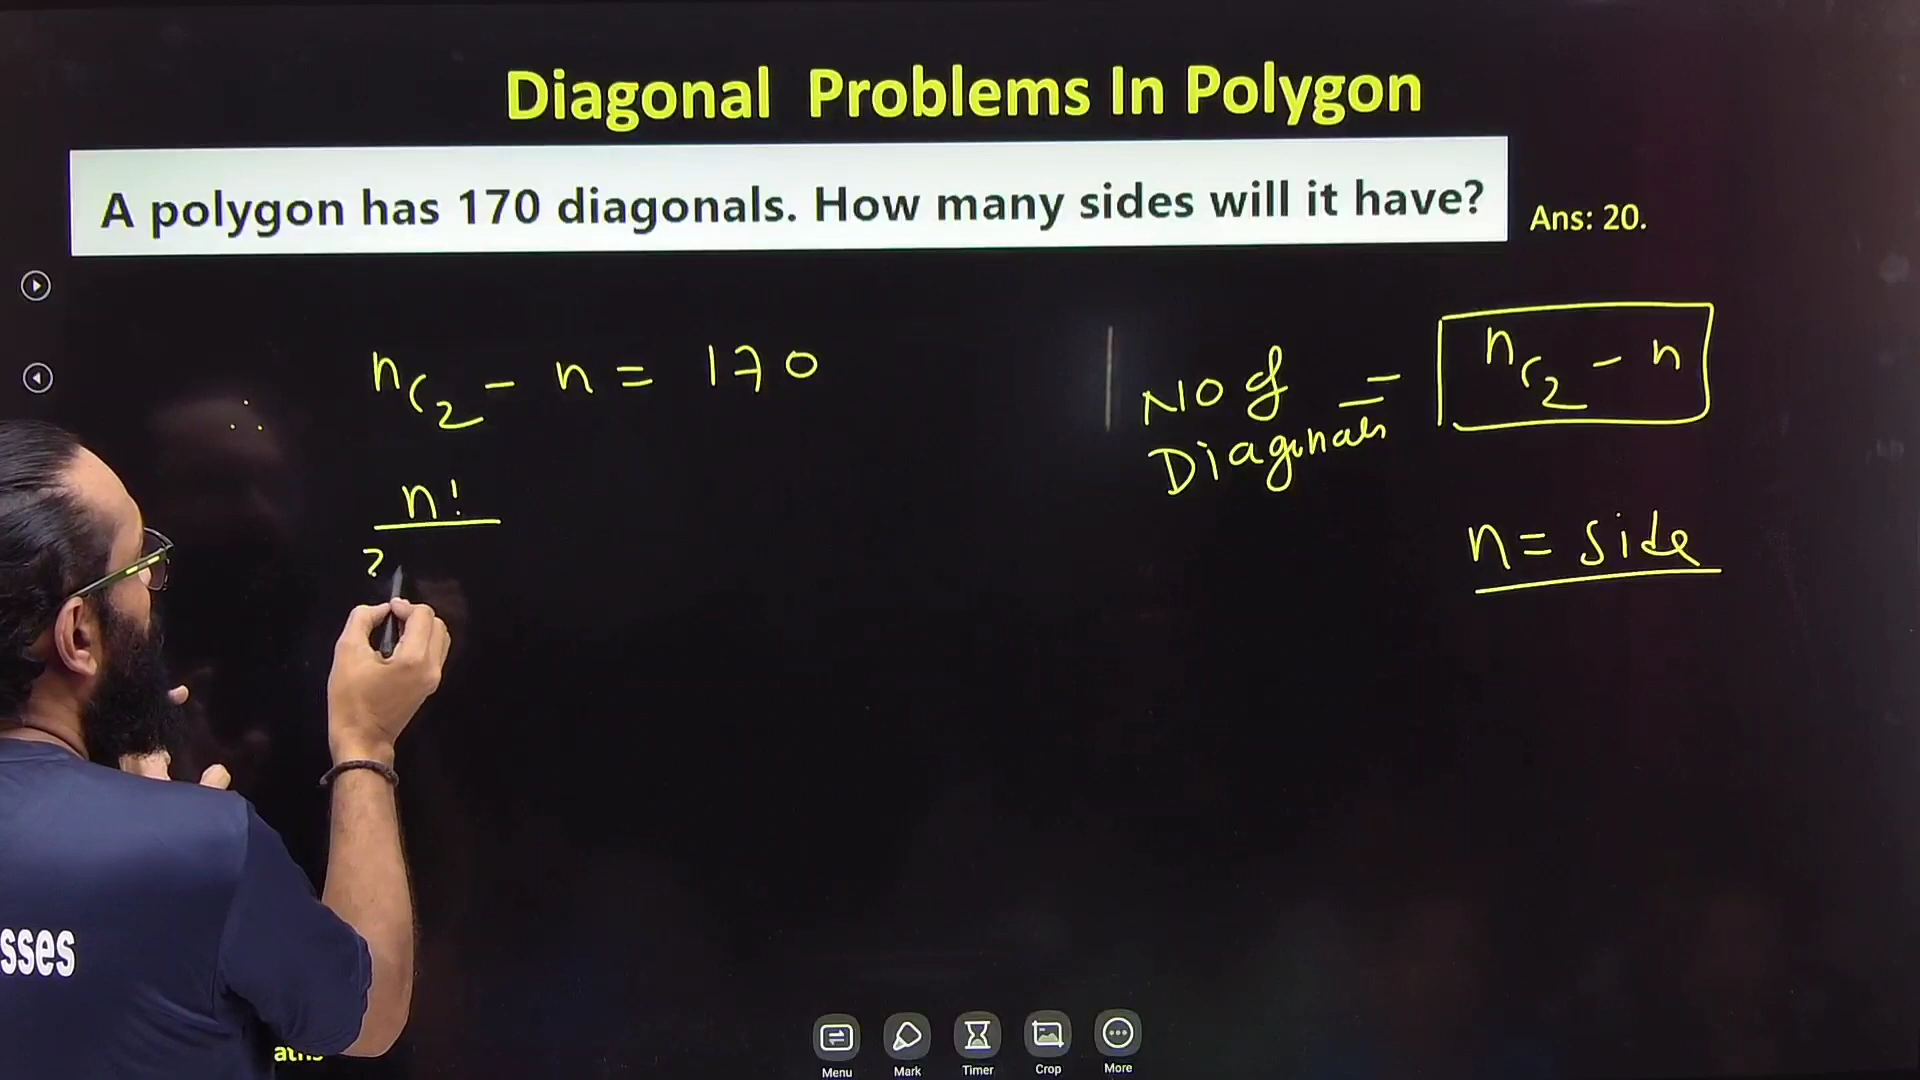 Diagonal Problems In Polygon
A polygon has 170 diagonals. How many sides will it have?
Ans: 20.
nC2 - n = 170
n!
2
No of Diagonals = nC2 - n
n = side
sses
Menu Mark Timer Crop More